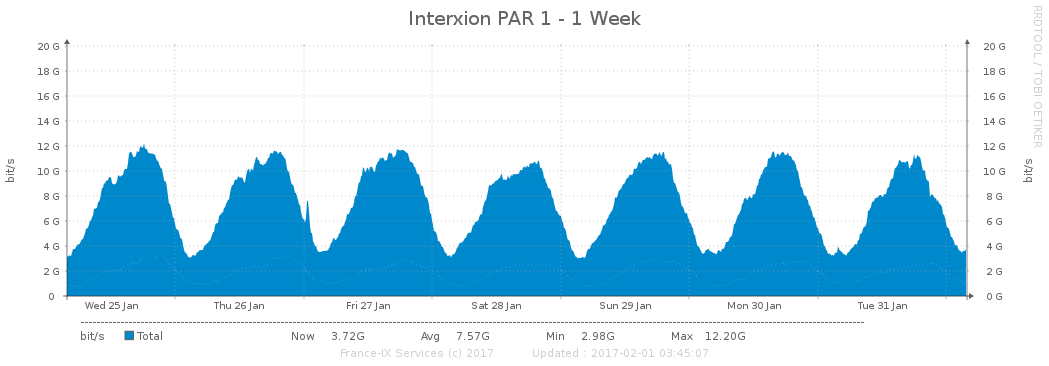 Interxion PAR 1 - 1 Week
RRDTOOL / TOBI OETIKER
bit/s
20 G 20 G
18 G 18 G
16 G 16 G
14 G 14 G
12 G 12 G
10 G 10 G
8 G 8 G
6 G 6 G
4 G 4 G
2 G 2 G
0 0 G
bit/s
Wed 25 Jan Thu 26 Jan Fri 27 Jan Sat 28 Jan Sun 29 Jan Mon 30 Jan Tue 31 Jan
bit/s Total Now 3.72G Avg 7.57G Min 2.98G Max 12.20G
France-IX Services (c) 2017 Updated : 2017-02-01 03:45:07